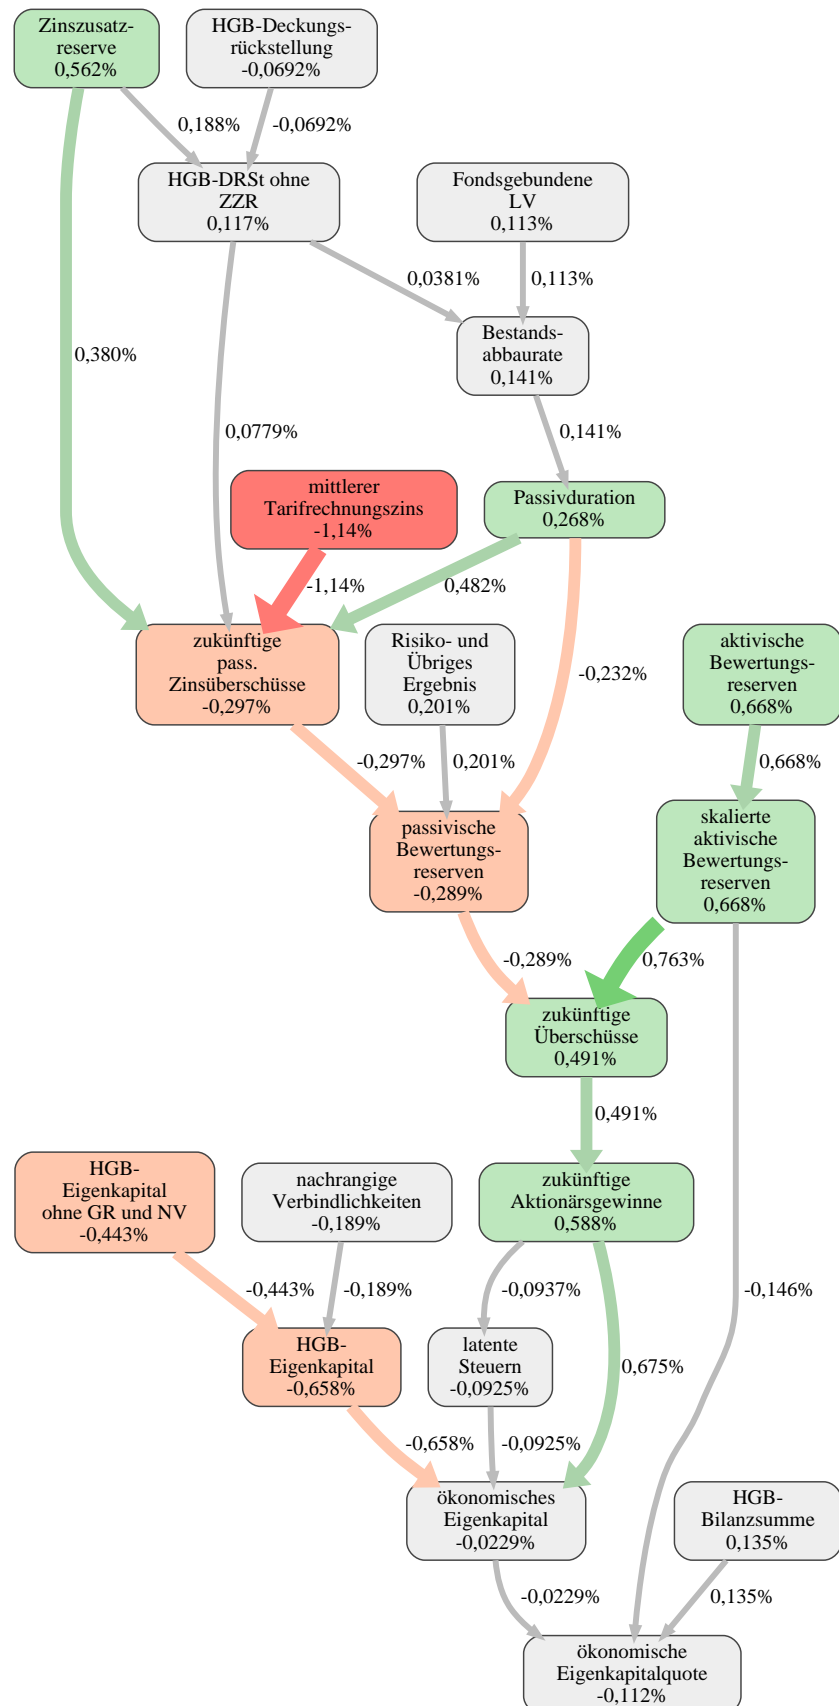 Zinszusatz-
reserve
0,562%
HGB-Deckungs-
rückstellung
-0,0692%
0,188%
-0,0692%
HGB-DRSt ohne
ZZR
0,117%
Fondsgebundene
LV
0,113%
0,0381%
0,113%
Bestands-
abbaurate
0,141%
0,380%
0,0779%
0,141%
mittlerer
Tarifrechnungszins
-1,14%
Passivduration
0,268%
-1,14%
0,482%
zukünftige
pass.
Zinsüberschüsse
-0,297%
Risiko- und
Übriges
Ergebnis
0,201%
-0,232%
aktivische
Bewertungs-
reserven
0,668%
-0,297%
0,201%
0,668%
passivische
Bewertungs-
reserven
-0,289%
skalierte
aktivische
Bewertungs-
reserven
0,668%
-0,289%
0,763%
zukünftige
Überschüsse
0,491%
0,491%
HGB-
Eigenkapital
ohne GR und NV
-0,443%
nachrangige
Verbindlichkeiten
-0,189%
zukünftige
Aktionärsgewinne
0,588%
-0,443%
-0,189%
-0,0937%
-0,146%
HGB-
Eigenkapital
-0,658%
latente
Steuern
-0,0925%
0,675%
-0,658%
-0,0925%
ökonomisches
Eigenkapital
-0,0229%
HGB-
Bilanzsumme
0,135%
-0,0229%
0,135%
ökonomische
Eigenkapitalquote
-0,112%